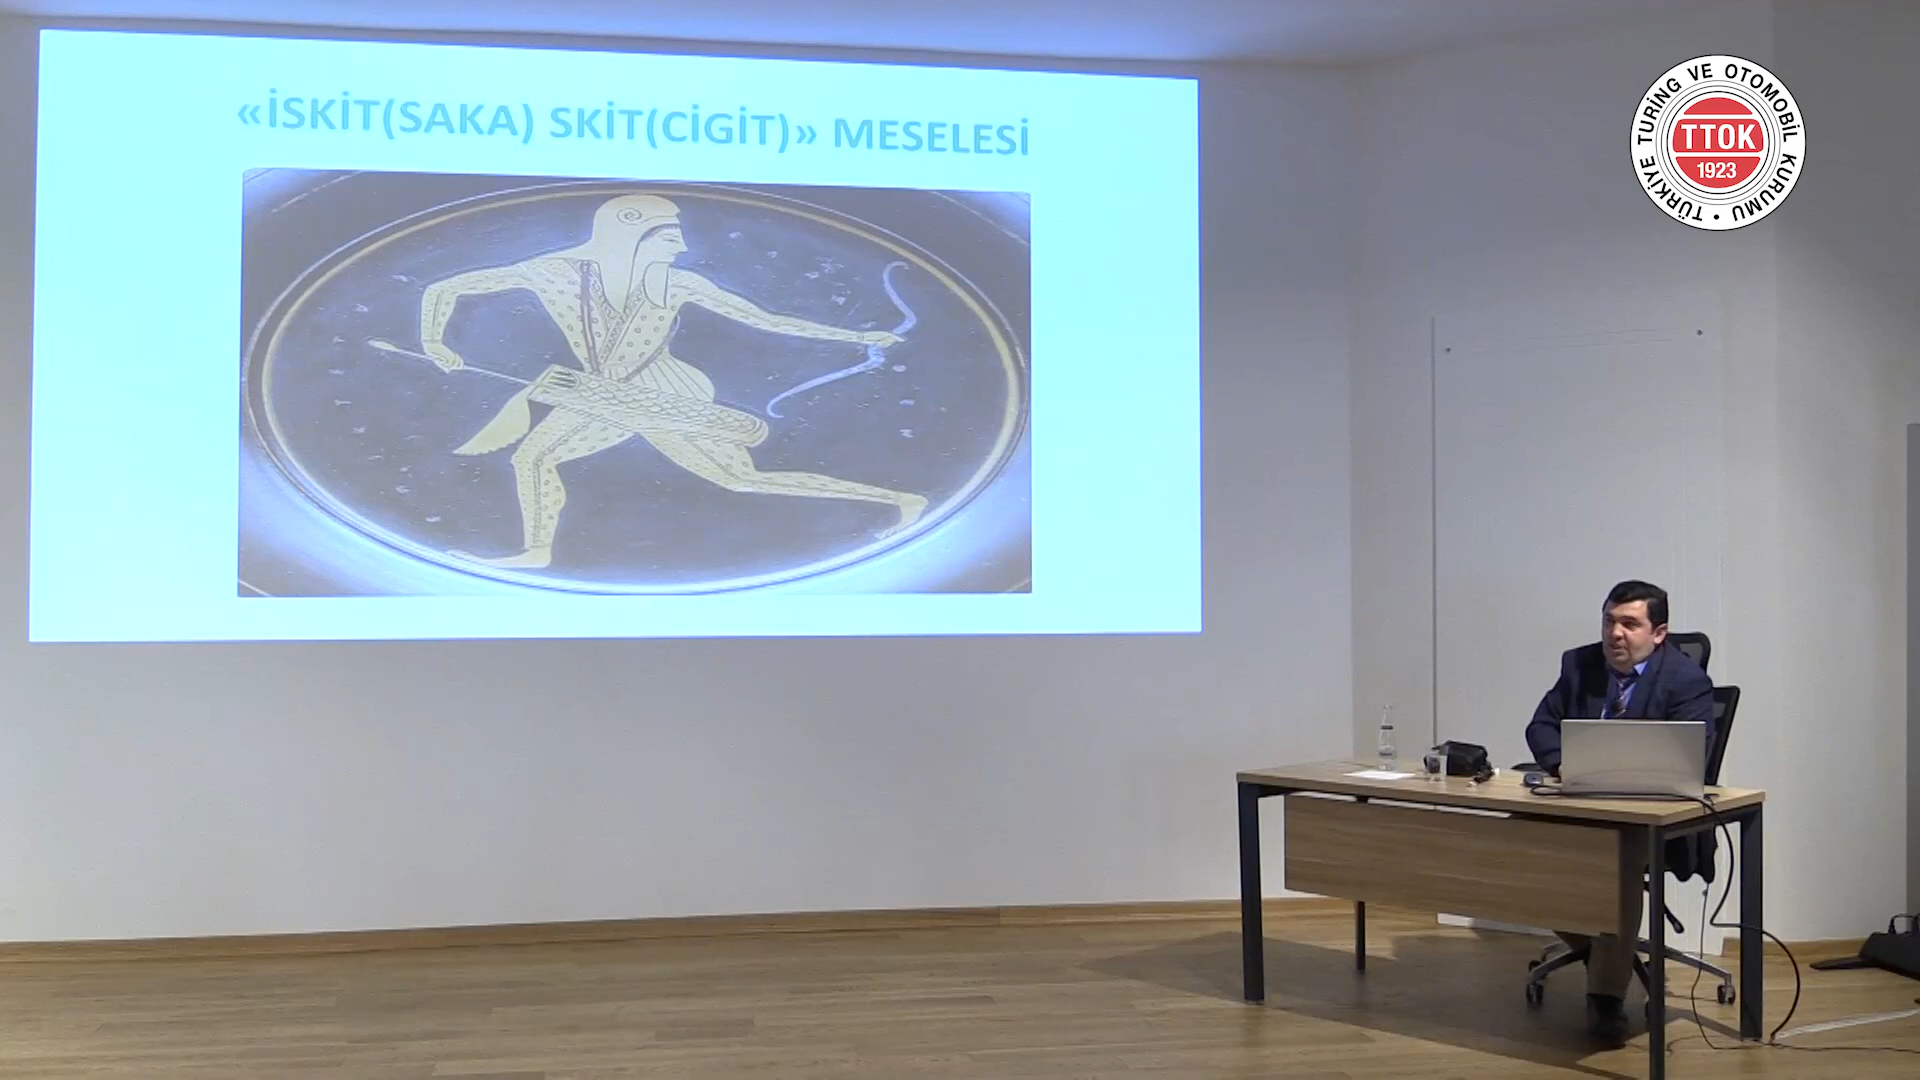 «İSKİT(SAKA) SKİT(CİGİT)» MESELESİ
TÜRKİYE TURİNG VE OTOMOBİL KURUMU •
TTOK
1923